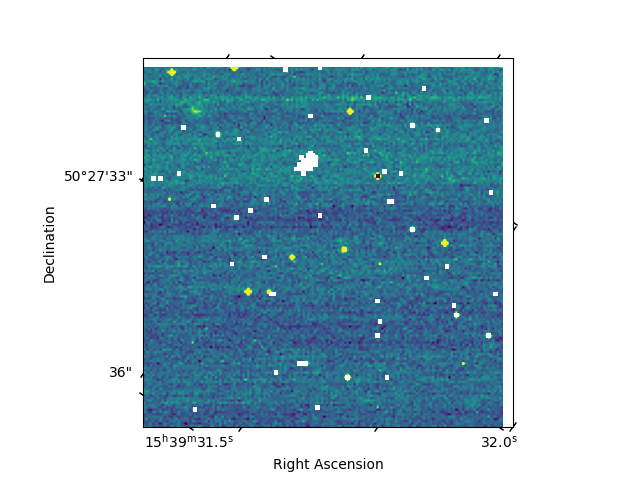 50°27'33"
Declination
36"
15ʰ39ᵐ31.5ˢ
32.0ˢ
Right Ascension